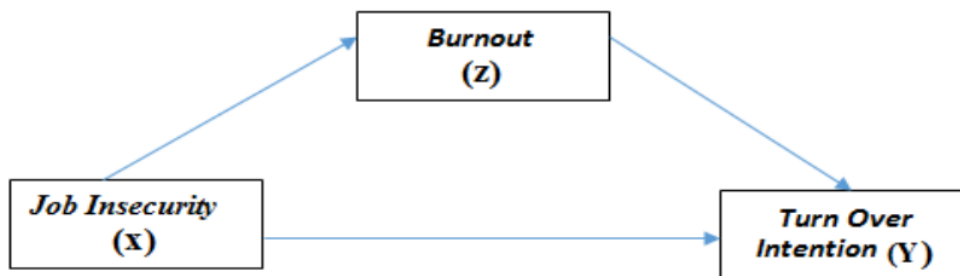 Burnout
(z)
Job Insecurity
(x)
Turn Over
Intention (Y)